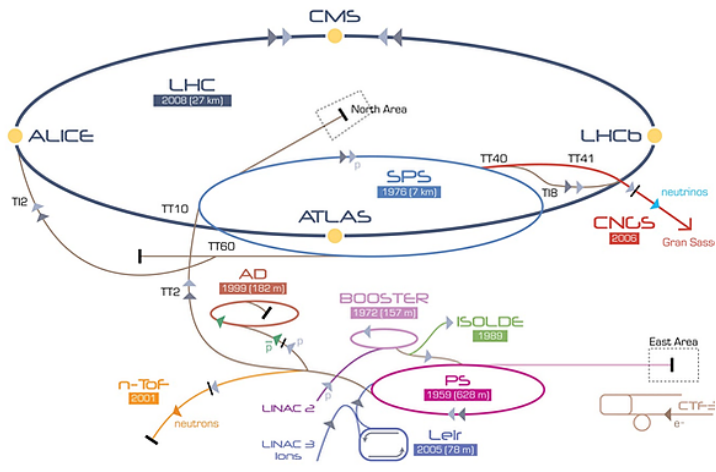 CMS
LHC
2008 (27 km)
North Area
ALICE
LHCb
TT40
TT41
SPS
1976 (7 km)
TI8
neutrinos
TI2
TT10
ATLAS
CNGS
2006
Gran Sasso
TT60
AD
1999 (182 m)
TT2
BOOSTER
1972 (157 m)
ISOLDE
1989
p
p
p
p
East Area
n-ToF
2001
PS
1959 (628 m)
LINAC 2
neutrons
CTF3
e-
LINAC 3
Ions
Leir
2005 (78 m)